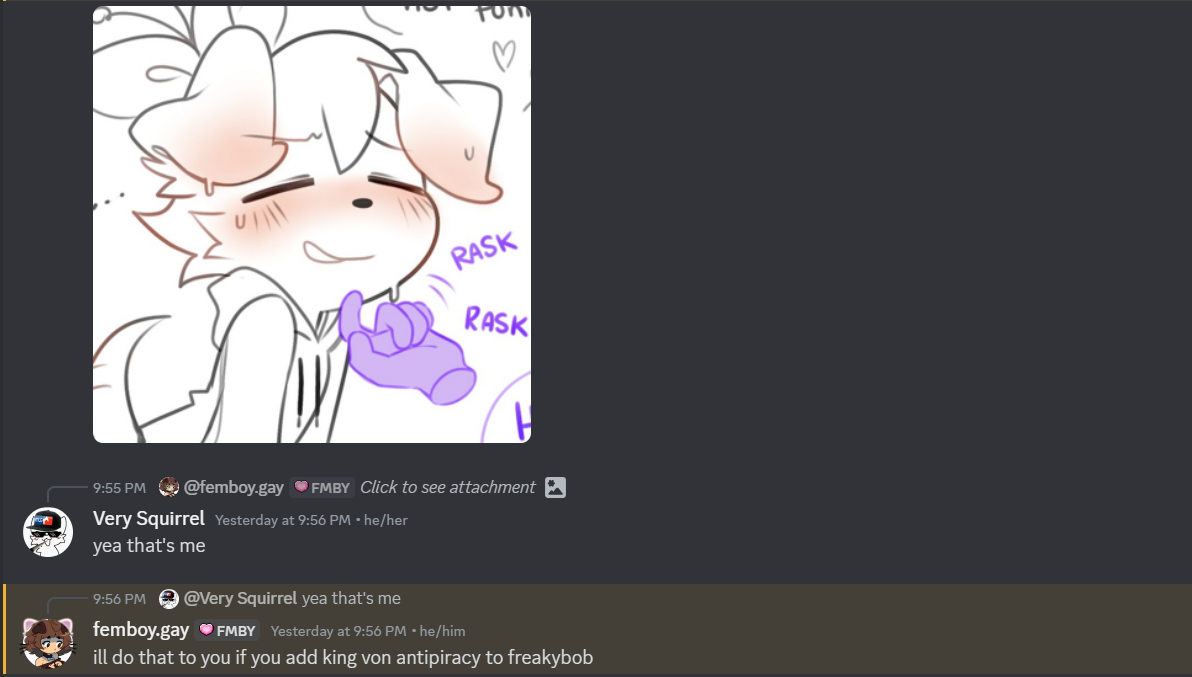 RASK
RASK
9:55 PM @femboy.gay FMBY Click to see attachment
Very Squirrel Yesterday at 9:56 PM • he/her
yea that's me
9:56 PM @Very Squirrel yea that's me
femboy.gay FMBY Yesterday at 9:56 PM • he/him
ill do that to you if you add king von antipiracy to freakybob